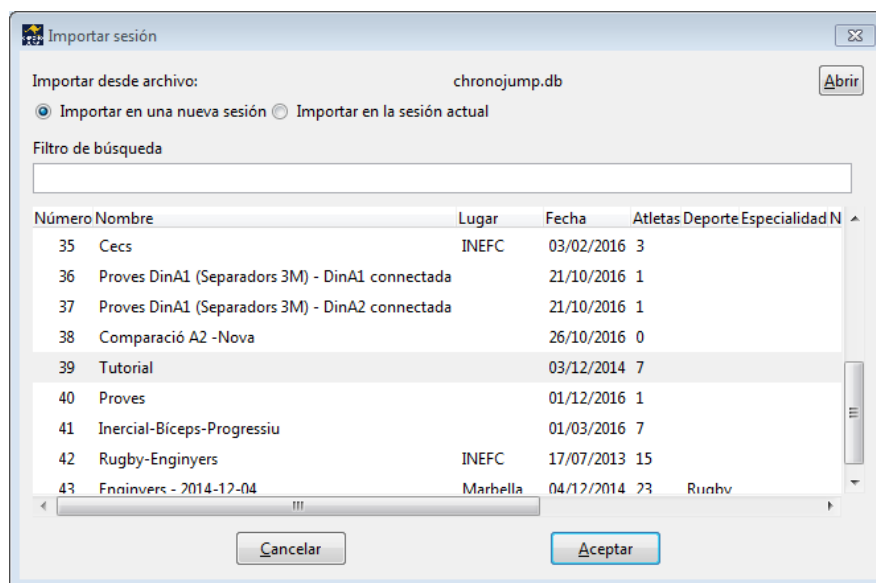 Importar sesión
Importar desde archivo: chronojump.db Abrir
Importar en una nueva sesión Importar en la sesión actual
Filtro de búsqueda
Número Nombre Lugar Fecha Atletas Deporte Especialidad N
35 Cecs INEFC 03/02/2016 3
36 Proves DinA1 (Separadors 3M) - DinA1 connectada 21/10/2016 1
37 Proves DinA1 (Separadors 3M) - DinA2 connectada 21/10/2016 1
38 Comparació A2 -Nova 26/10/2016 0
39 Tutorial 03/12/2014 7
40 Proves 01/12/2016 1
41 Inercial-Bíceps-Progressiu 01/03/2016 7
42 Rugby-Enginyers INEFC 17/07/2013 15
43 Enginyers - 2014-12-04 Marbella 04/12/2014 23 Rugby
Cancelar Aceptar